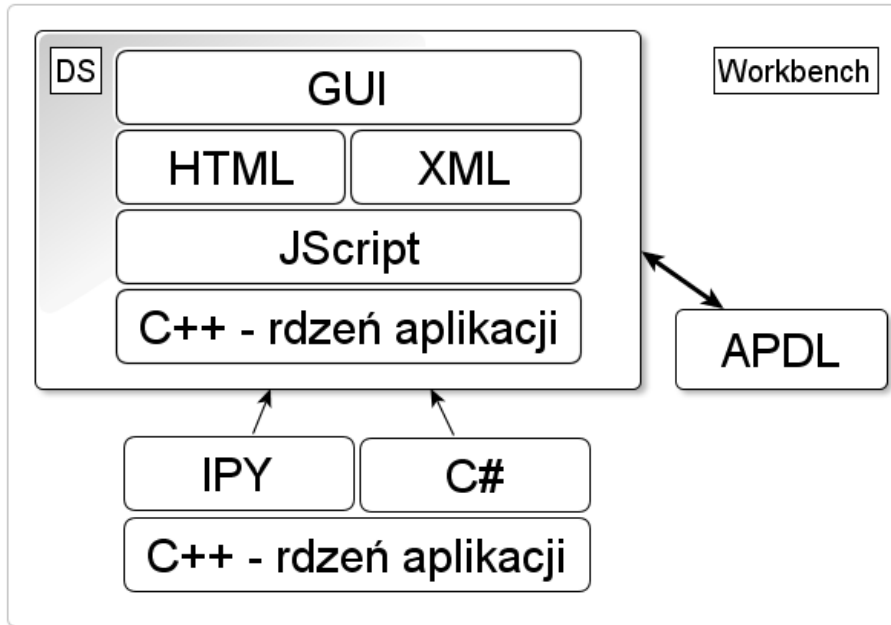 DS
GUI
Workbench
HTML XML
JScript
C++ - rdzeń aplikacji
APDL
IPY C#
C++ - rdzeń aplikacji